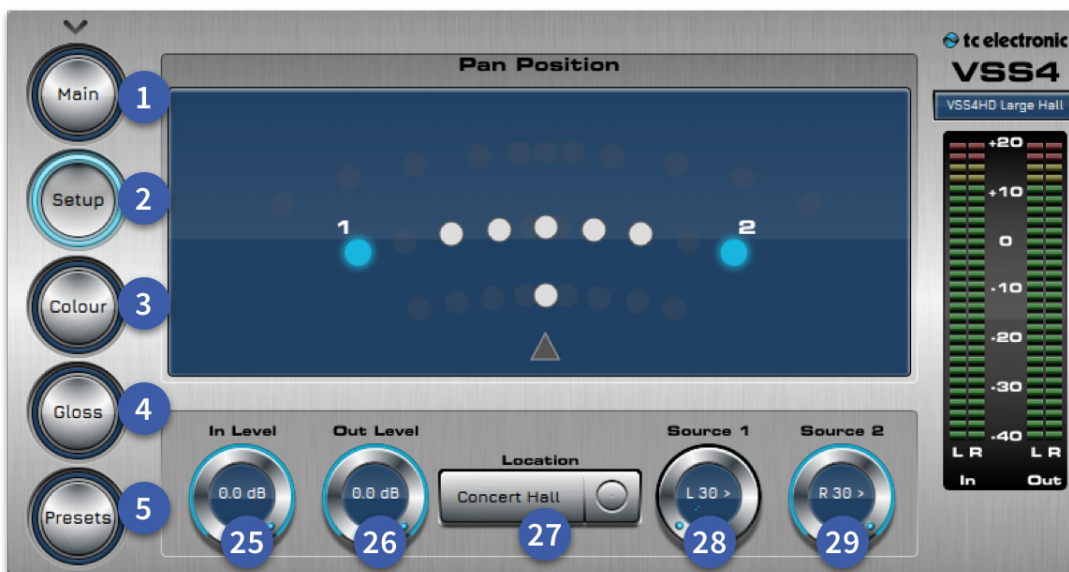 Pan Position
tc electronic
VSS4
VSS4HD Large Hall
Main
1
Setup
2
Colour
3
Gloss
4
Presets
5
1
2
+20
+10
0
-10
-20
-30
-40
L R
L R
In
Out
In Level
Out Level
Location
Source 1
Source 2
0.0 dB
0.0 dB
Concert Hall
L 30 >
R 30 >
25
26
27
28
29